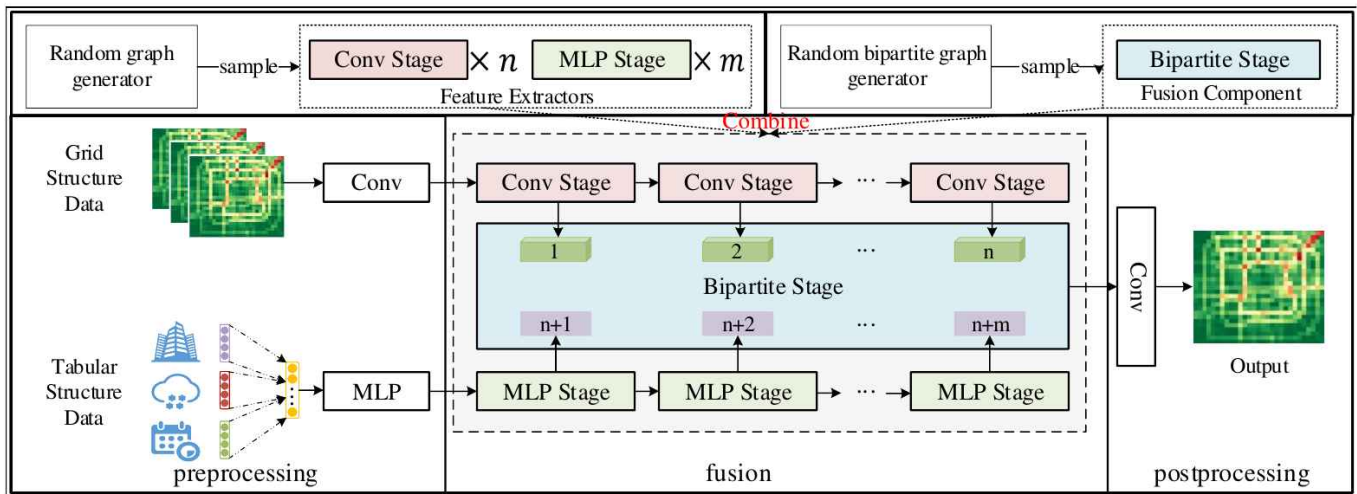 Random graph
generator
sample
Conv Stage × n
MLP Stage × m
Feature Extractors
Random bipartite graph
generator
sample
Bipartite Stage
Fusion Component
Combine
Grid
Structure
Data
Conv
Conv Stage
Conv Stage
...
Conv Stage
1
2
...
n
Bipartite Stage
n+1
n+2
...
n+m
Tabular
Structure
Data
MLP
MLP Stage
MLP Stage
...
MLP Stage
Conv
Output
preprocessing
fusion
postprocessing